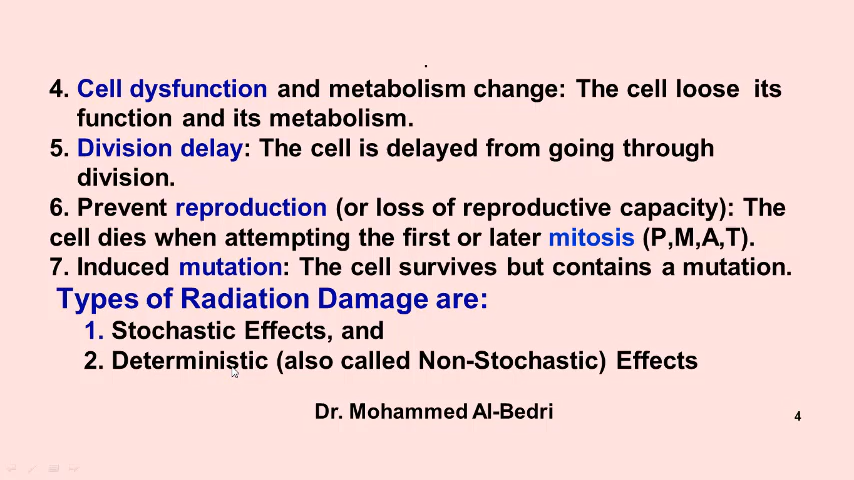 .
4. Cell dysfunction and metabolism change: The cell loose its
function and its metabolism.
5. Division delay: The cell is delayed from going through
division.
6. Prevent reproduction (or loss of reproductive capacity): The
cell dies when attempting the first or later mitosis (P,M,A,T).
7. Induced mutation: The cell survives but contains a mutation.
Types of Radiation Damage are:
1. Stochastic Effects, and
2. Deterministic (also called Non-Stochastic) Effects
Dr. Mohammed Al-Bedri
4